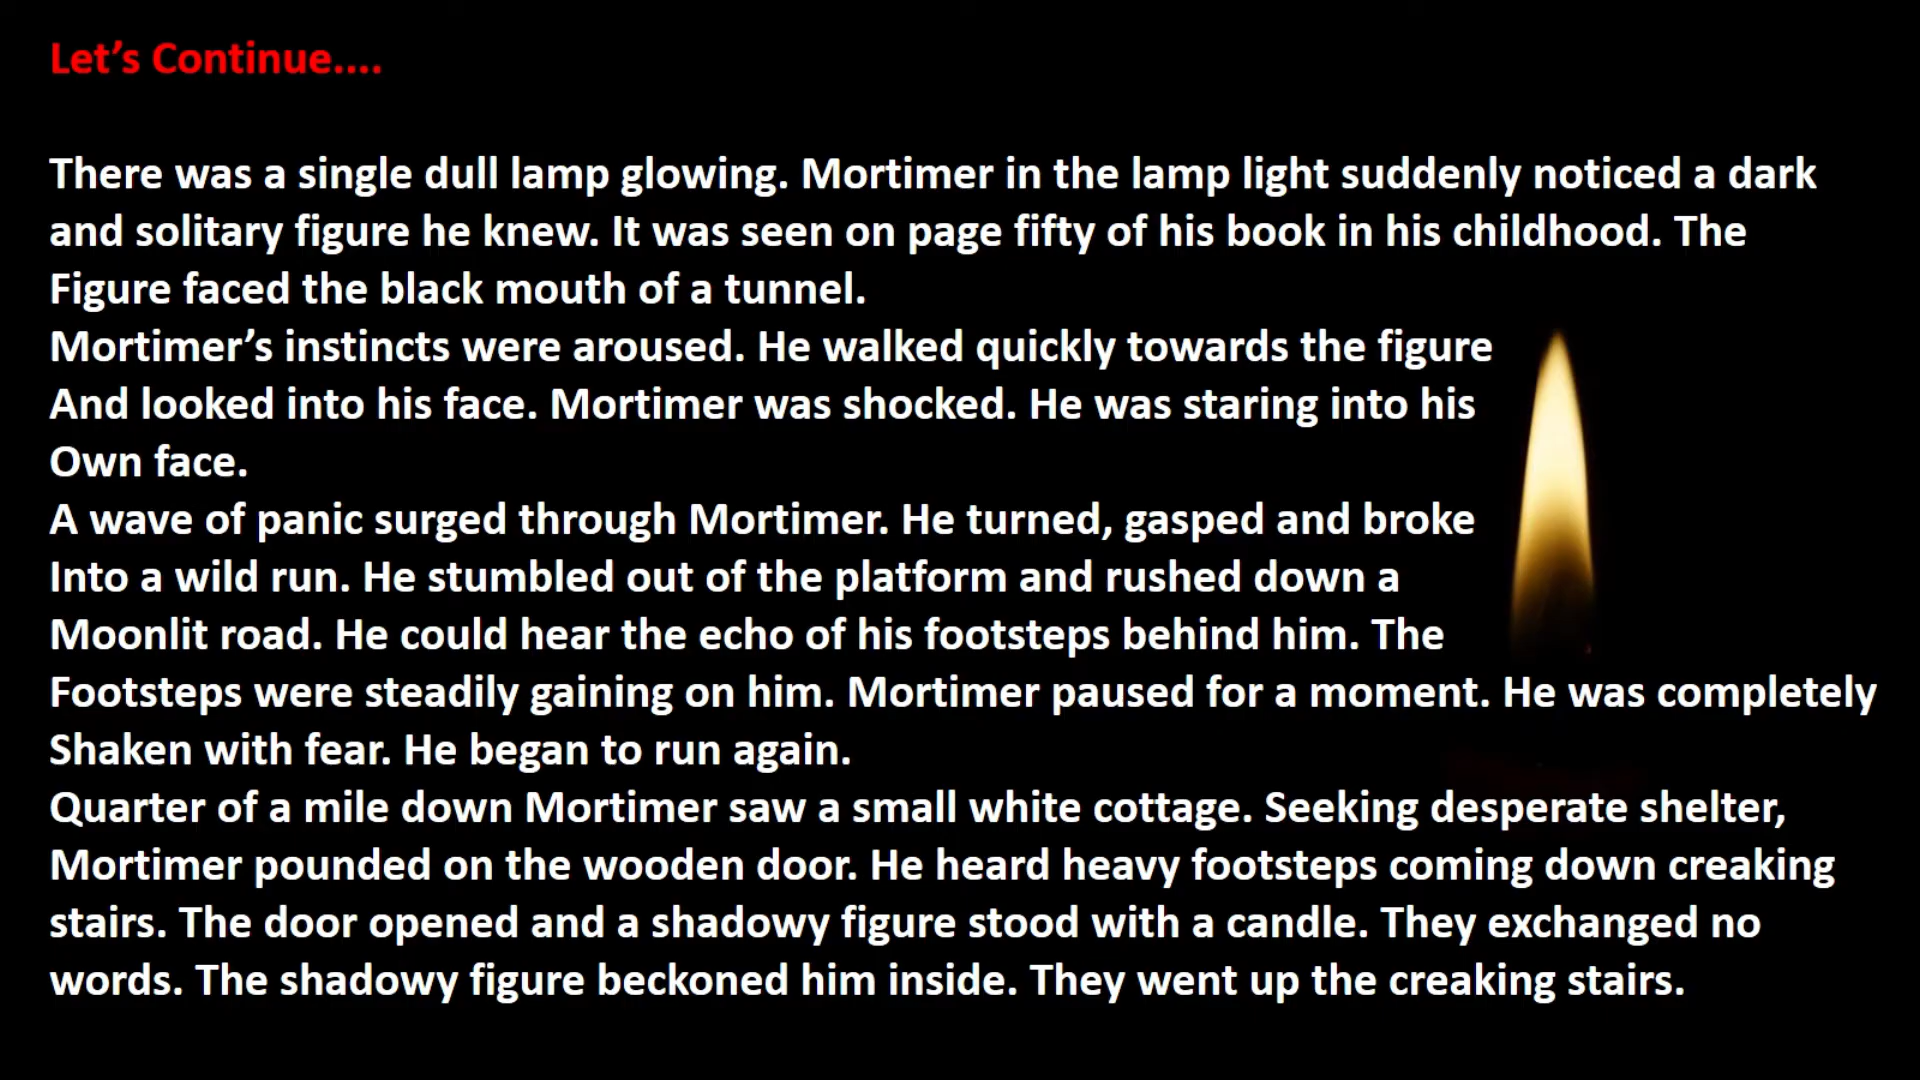 Let’s Continue....
There was a single dull lamp glowing. Mortimer in the lamp light suddenly noticed a dark
and solitary figure he knew. It was seen on page fifty of his book in his childhood. The
Figure faced the black mouth of a tunnel.
Mortimer’s instincts were aroused. He walked quickly towards the figure
And looked into his face. Mortimer was shocked. He was staring into his
Own face.
A wave of panic surged through Mortimer. He turned, gasped and broke
Into a wild run. He stumbled out of the platform and rushed down a
Moonlit road. He could hear the echo of his footsteps behind him. The
Footsteps were steadily gaining on him. Mortimer paused for a moment. He was completely
Shaken with fear. He began to run again.
Quarter of a mile down Mortimer saw a small white cottage. Seeking desperate shelter,
Mortimer pounded on the wooden door. He heard heavy footsteps coming down creaking
stairs. The door opened and a shadowy figure stood with a candle. They exchanged no
words. The shadowy figure beckoned him inside. They went up the creaking stairs.